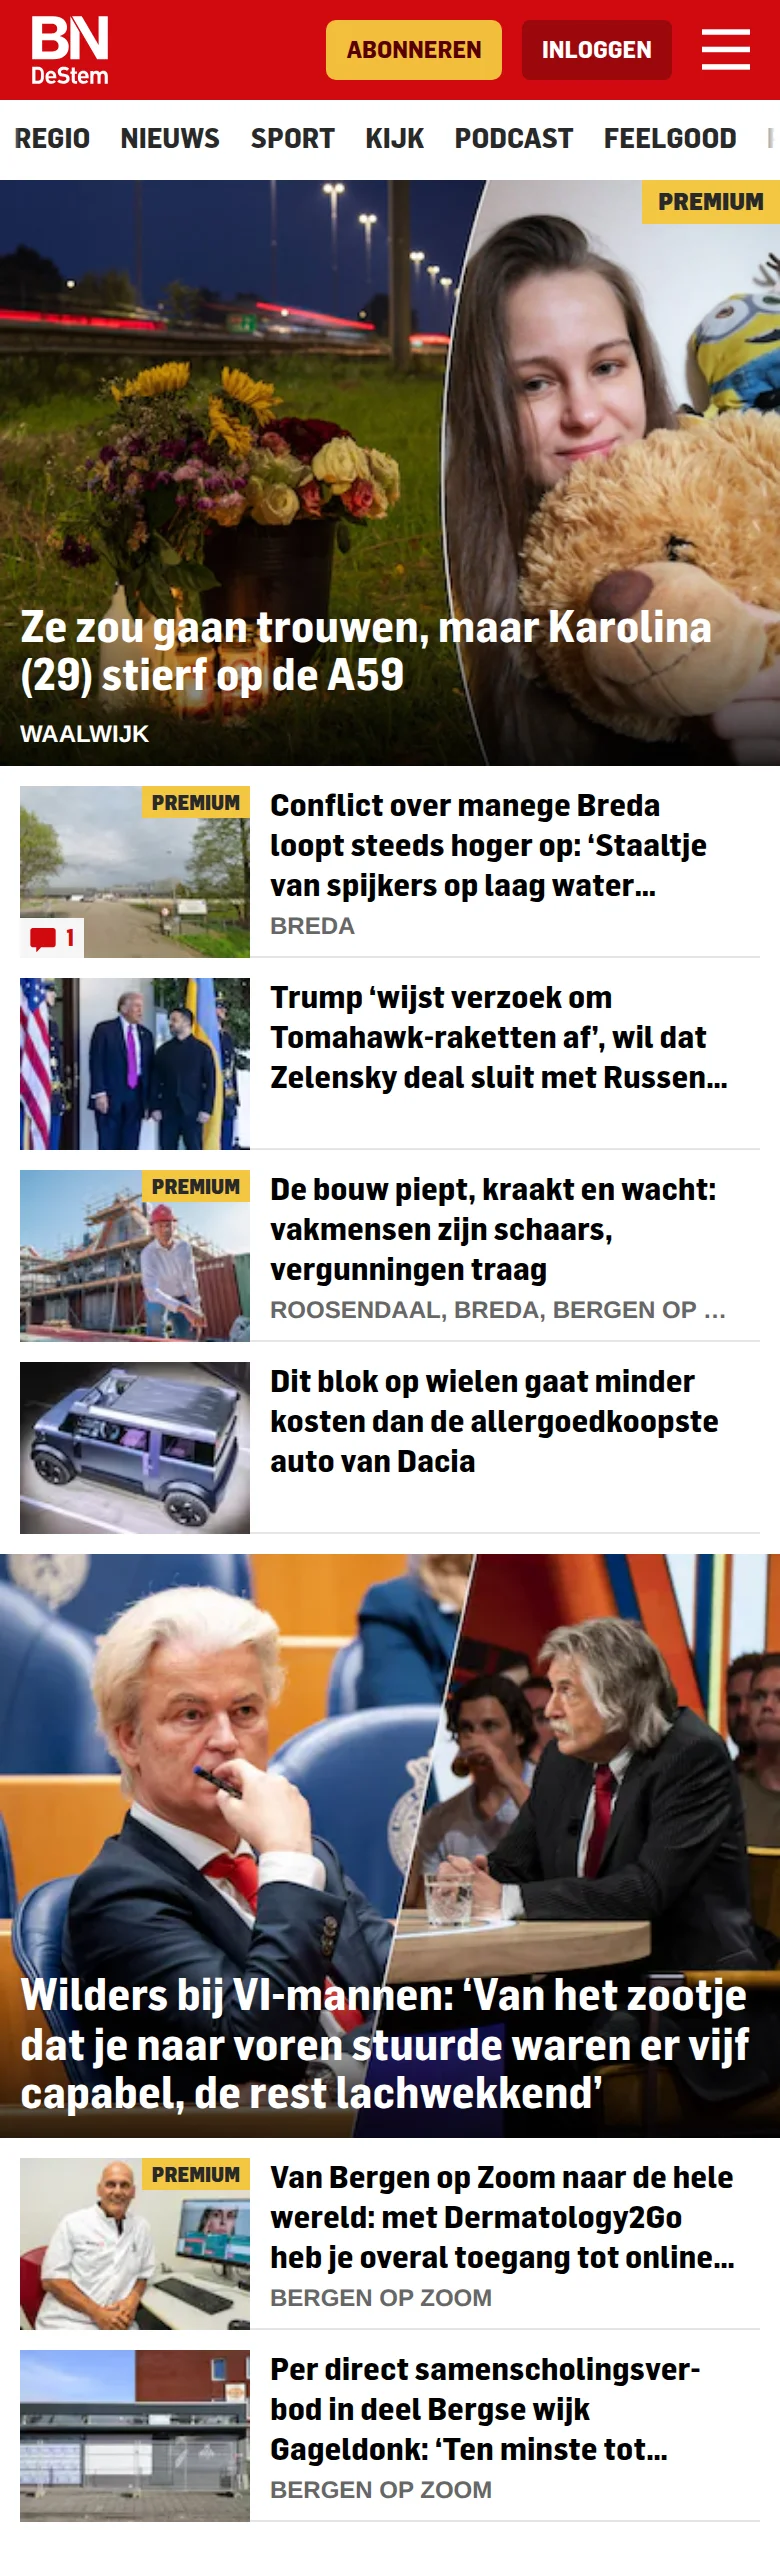 BN
DeStem
ABONNEREN
INLOGGEN
REGIO NIEUWS SPORT KIJK PODCAST FEELGOOD
PREMIUM
Ze zou gaan trouwen, maar Karolina
(29) stierf op de A59
WAALWIJK
PREMIUM
1
Conflict over manege Breda
loopt steeds hoger op: ‘Staaltje
van spijkers op laag water...
BREDA
Trump ‘wijst verzoek om
Tomahawk-raketten af’, wil dat
Zelensky deal sluit met Russen...
PREMIUM
De bouw piept, kraakt en wacht:
vakmensen zijn schaars,
vergunningen traag
ROOSENDAAL, BREDA, BERGEN OP ...
Dit blok op wielen gaat minder
kosten dan de allergoedkoopste
auto van Dacia
Wilders bij VI-mannen: ‘Van het zootje
dat je naar voren stuurde waren er vijf
capabel, de rest lachwekkend’
PREMIUM
Van Bergen op Zoom naar de hele
wereld: met Dermatology2Go
heb je overal toegang tot online...
BERGEN OP ZOOM
Per direct samenscholingsver-
bod in deel Bergse wijk
Gageldonk: ‘Ten minste tot...
BERGEN OP ZOOM